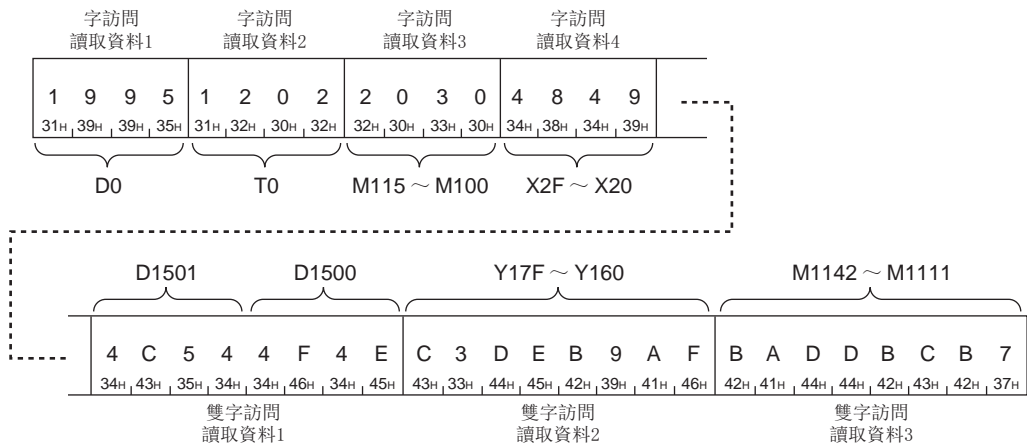 字訪問 字訪問 字訪問 字訪問
讀取資料1 讀取資料2 讀取資料3 讀取資料4
1 9 9 5 1 2 0 2 2 0 3 0 4 8 4 9
31H 39H 39H 35H 31H 32H 30H 32H 32H 30H 33H 30H 34H 38H 34H 39H
D0 T0 M115～M100 X2F～X20
D1501 D1500 Y17F～Y160 M1142～M1111
4 C 5 4 4 F 4 E C 3 D E B 9 A F B A D D B C B 7
34H 43H 35H 34H 34H 46H 34H 45H 43H 33H 44H 45H 42H 39H 41H 46H 42H 41H 44H 44H 42H 43H 42H 37H
雙字訪問 雙字訪問 雙字訪問
讀取資料1 讀取資料2 讀取資料3